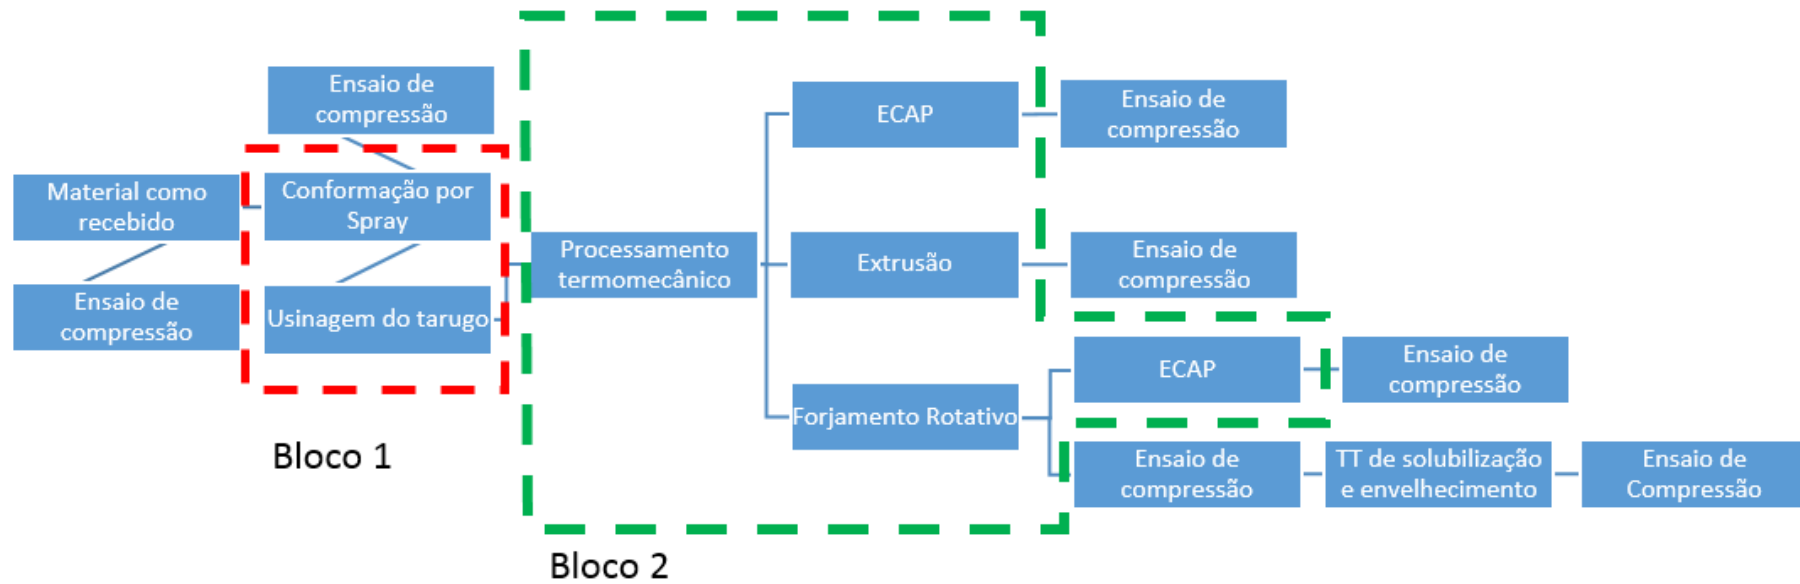 Ensaio de
compressão
Material como
recebido
Conformação por
Spray
Ensaio de
compressão
Usinagem do tarugo
Bloco 1
Processamento
termomecânico
ECAP
Ensaio de
compressão
Extrusão
Ensaio de
compressão
Forjamento Rotativo
ECAP
Ensaio de
compressão
Ensaio de
compressão
TT de solubilização
e envelhecimento
Ensaio de
Compressão
Bloco 2